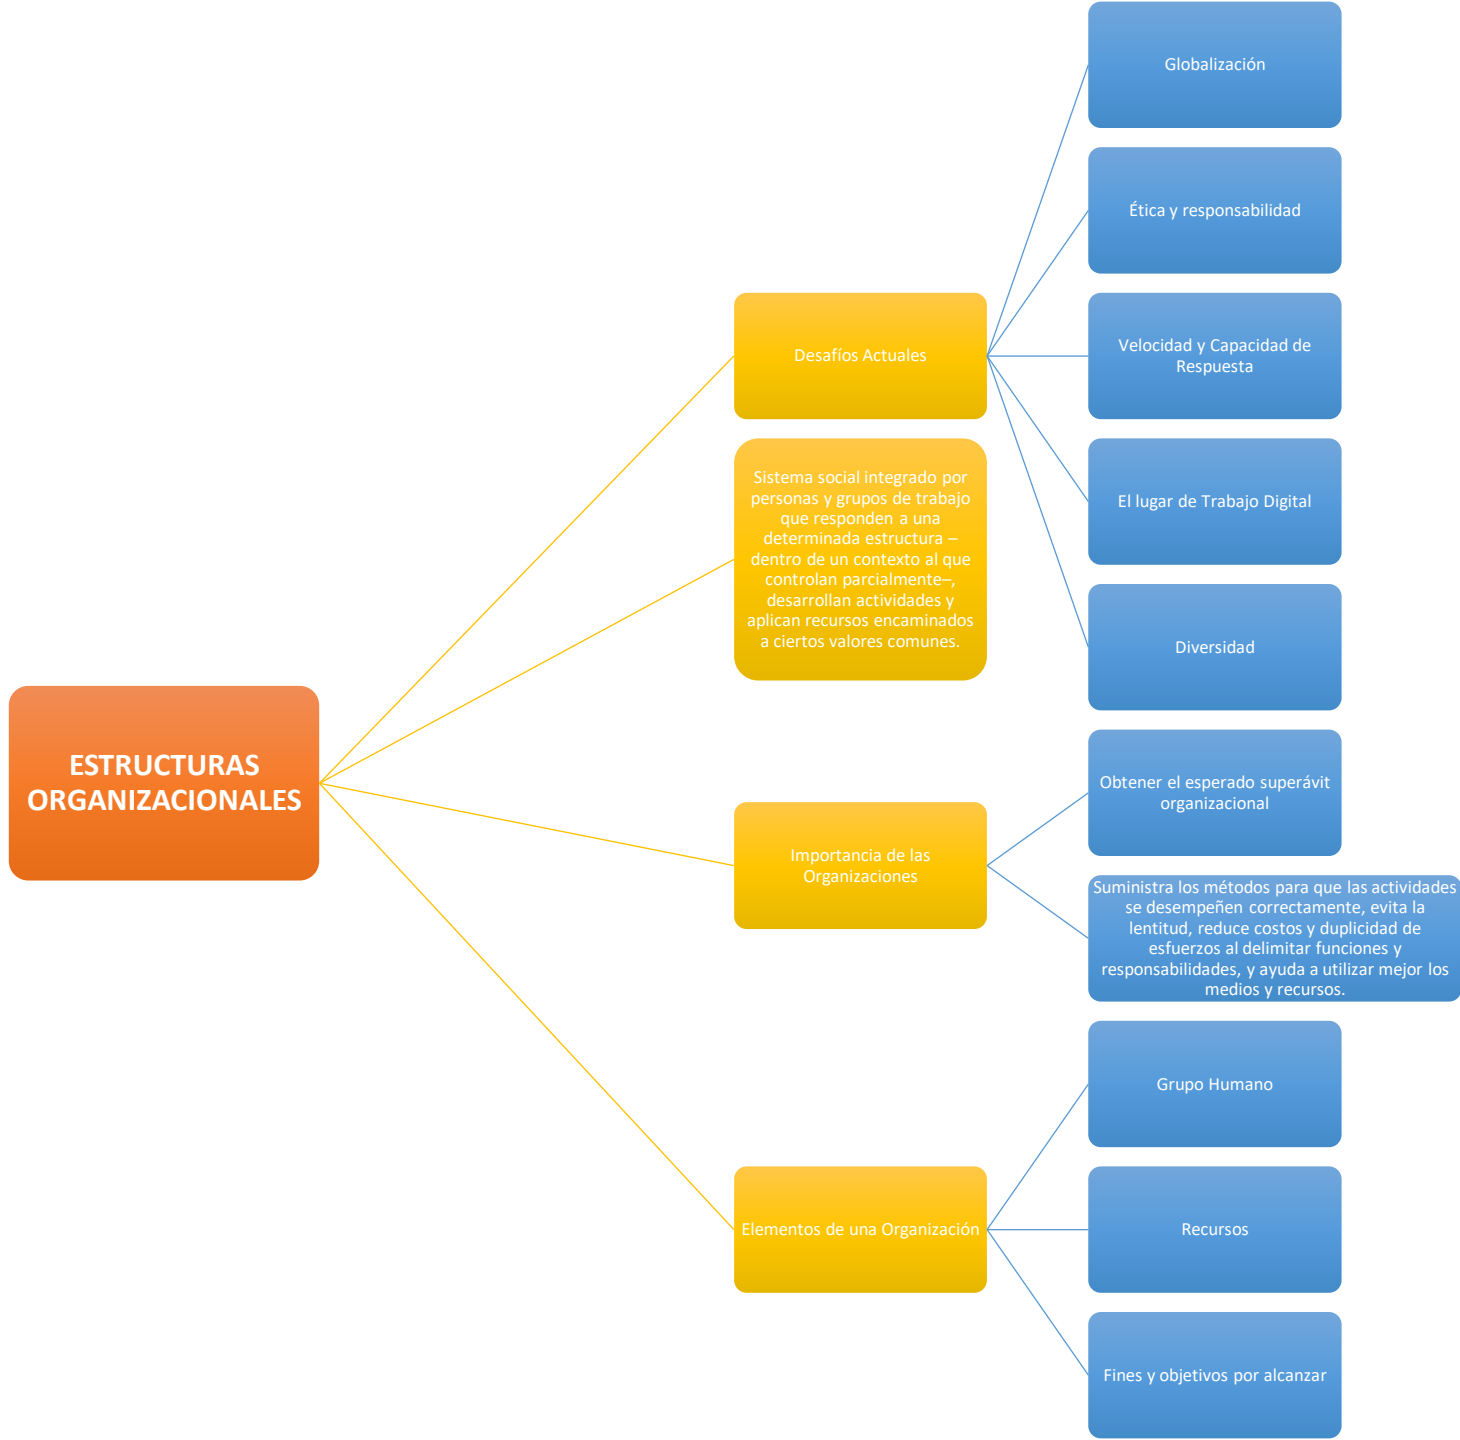 ESTRUCTURAS
ORGANIZACIONALES
Desafíos Actuales
Globalización
Ética y responsabilidad
Velocidad y Capacidad de
Respuesta
El lugar de Trabajo Digital
Diversidad
Sistema social integrado por
personas y grupos de trabajo
que responden a una
determinada estructura –
dentro de un contexto al que
controlan parcialmente–,
desarrollan actividades y
aplican recursos encaminados
a ciertos valores comunes.
Importancia de las
Organizaciones
Obtener el esperado superávit
organizacional
Suministra los métodos para que las actividades
se desempeñen correctamente, evita la
lentitud, reduce costos y duplicidad de
esfuerzos al delimitar funciones y
responsabilidades, y ayuda a utilizar mejor los
medios y recursos.
Elementos de una Organización
Grupo Humano
Recursos
Fines y objetivos por alcanzar